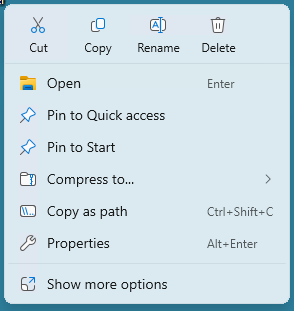 Cut Copy Rename Delete
Open Enter
Pin to Quick access
Pin to Start
Compress to...
Copy as path Ctrl+Shift+C
Properties Alt+Enter
Show more options